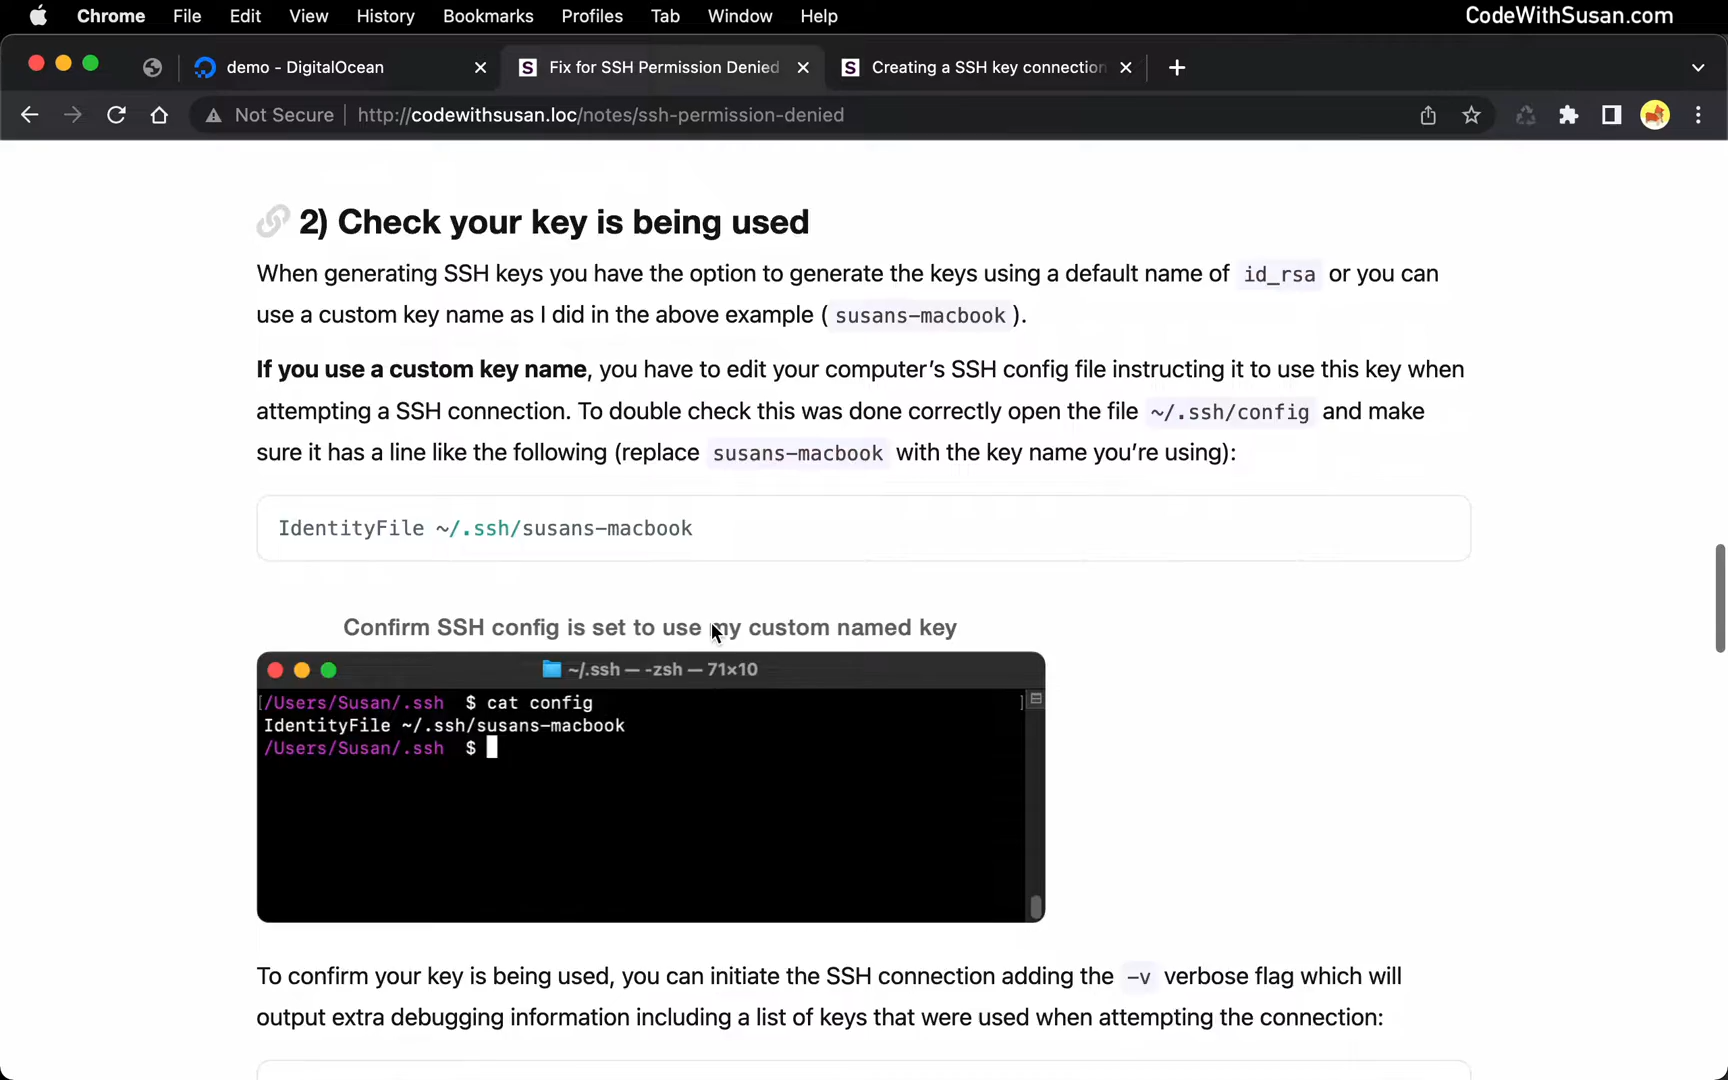 Chrome File Edit View History Bookmarks Profiles Tab Window Help CodeWithSusan.com
demo - DigitalOcean Fix for SSH Permission Denied Creating a SSH key connection
Not Secure http://codewithsusan.loc/notes/ssh-permission-denied
2) Check your key is being used
When generating SSH keys you have the option to generate the keys using a default name of id_rsa or you can
use a custom key name as I did in the above example ( susans-macbook ).
If you use a custom key name, you have to edit your computer’s SSH config file instructing it to use this key when
attempting a SSH connection. To double check this was done correctly open the file ~/.ssh/config and make
sure it has a line like the following (replace susans-macbook with the key name you’re using):
IdentityFile ~/.ssh/susans-macbook
Confirm SSH config is set to use my custom named key
~/.ssh — -zsh — 71×10
[/Users/Susan/.ssh $ cat config ]
IdentityFile ~/.ssh/susans-macbook
/Users/Susan/.ssh $
To confirm your key is being used, you can initiate the SSH connection adding the -v verbose flag which will
output extra debugging information including a list of keys that were used when attempting the connection: